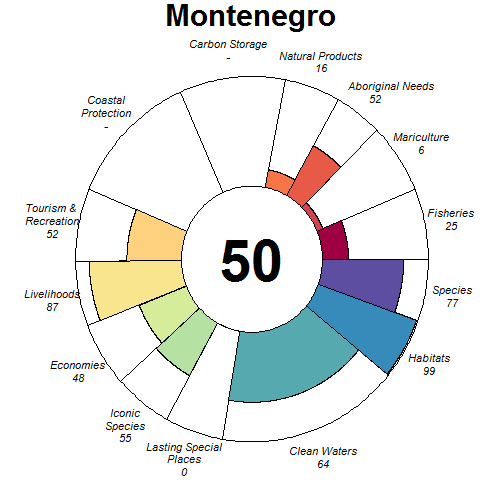 Montenegro
Carbon Storage
-
Natural Products
16
Aboriginal Needs
52
Mariculture
6
Fisheries
25
Species
77
Habitats
99
Clean Waters
64
Lasting Special
Places
0
Iconic
Species
55
Economies
48
Livelihoods
87
Tourism &
Recreation
52
Coastal
Protection
-
50